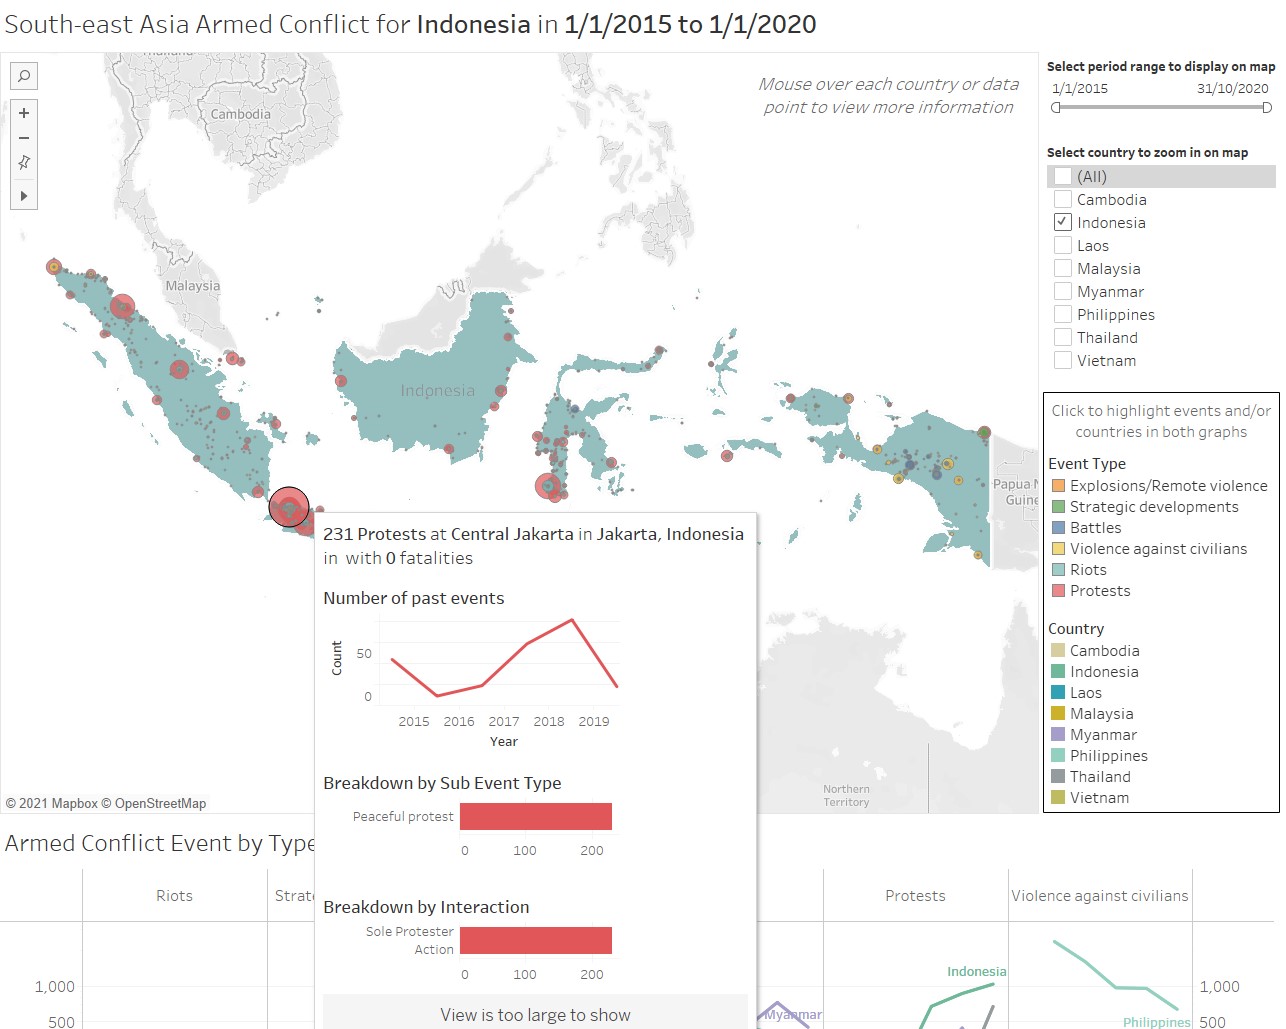 South-east Asia Armed Conflict for Indonesia in 1/1/2015 to 1/1/2020
Mouse over each country or data
point to view more information
Cambodia
Malaysia
Indonesia
Papua N
Guine
Northern
Territory
© 2021 Mapbox © OpenStreetMap
Select period range to display on map
1/1/2015 31/10/2020
Select country to zoom in on map
(All)
Cambodia
Indonesia
Laos
Malaysia
Myanmar
Philippines
Thailand
Vietnam
Click to highlight events and/or
countries in both graphs
Event Type
Explosions/Remote violence
Strategic developments
Battles
Violence against civilians
Riots
Protests
Country
Cambodia
Indonesia
Laos
Malaysia
Myanmar
Philippines
Thailand
Vietnam
231 Protests at Central Jakarta in Jakarta, Indonesia
in with 0 fatalities
Number of past events
Count
50
0
2015 2016 2017 2018 2019
Year
Breakdown by Sub Event Type
Peaceful protest
0 100 200
Breakdown by Interaction
Sole Protester
Action
0 100 200
View is too large to show
Armed Conflict Event by Type
Riots Strate Protests Violence against civilians
1,000 Indonesia 1,000
500 Myanmar Philippines 500